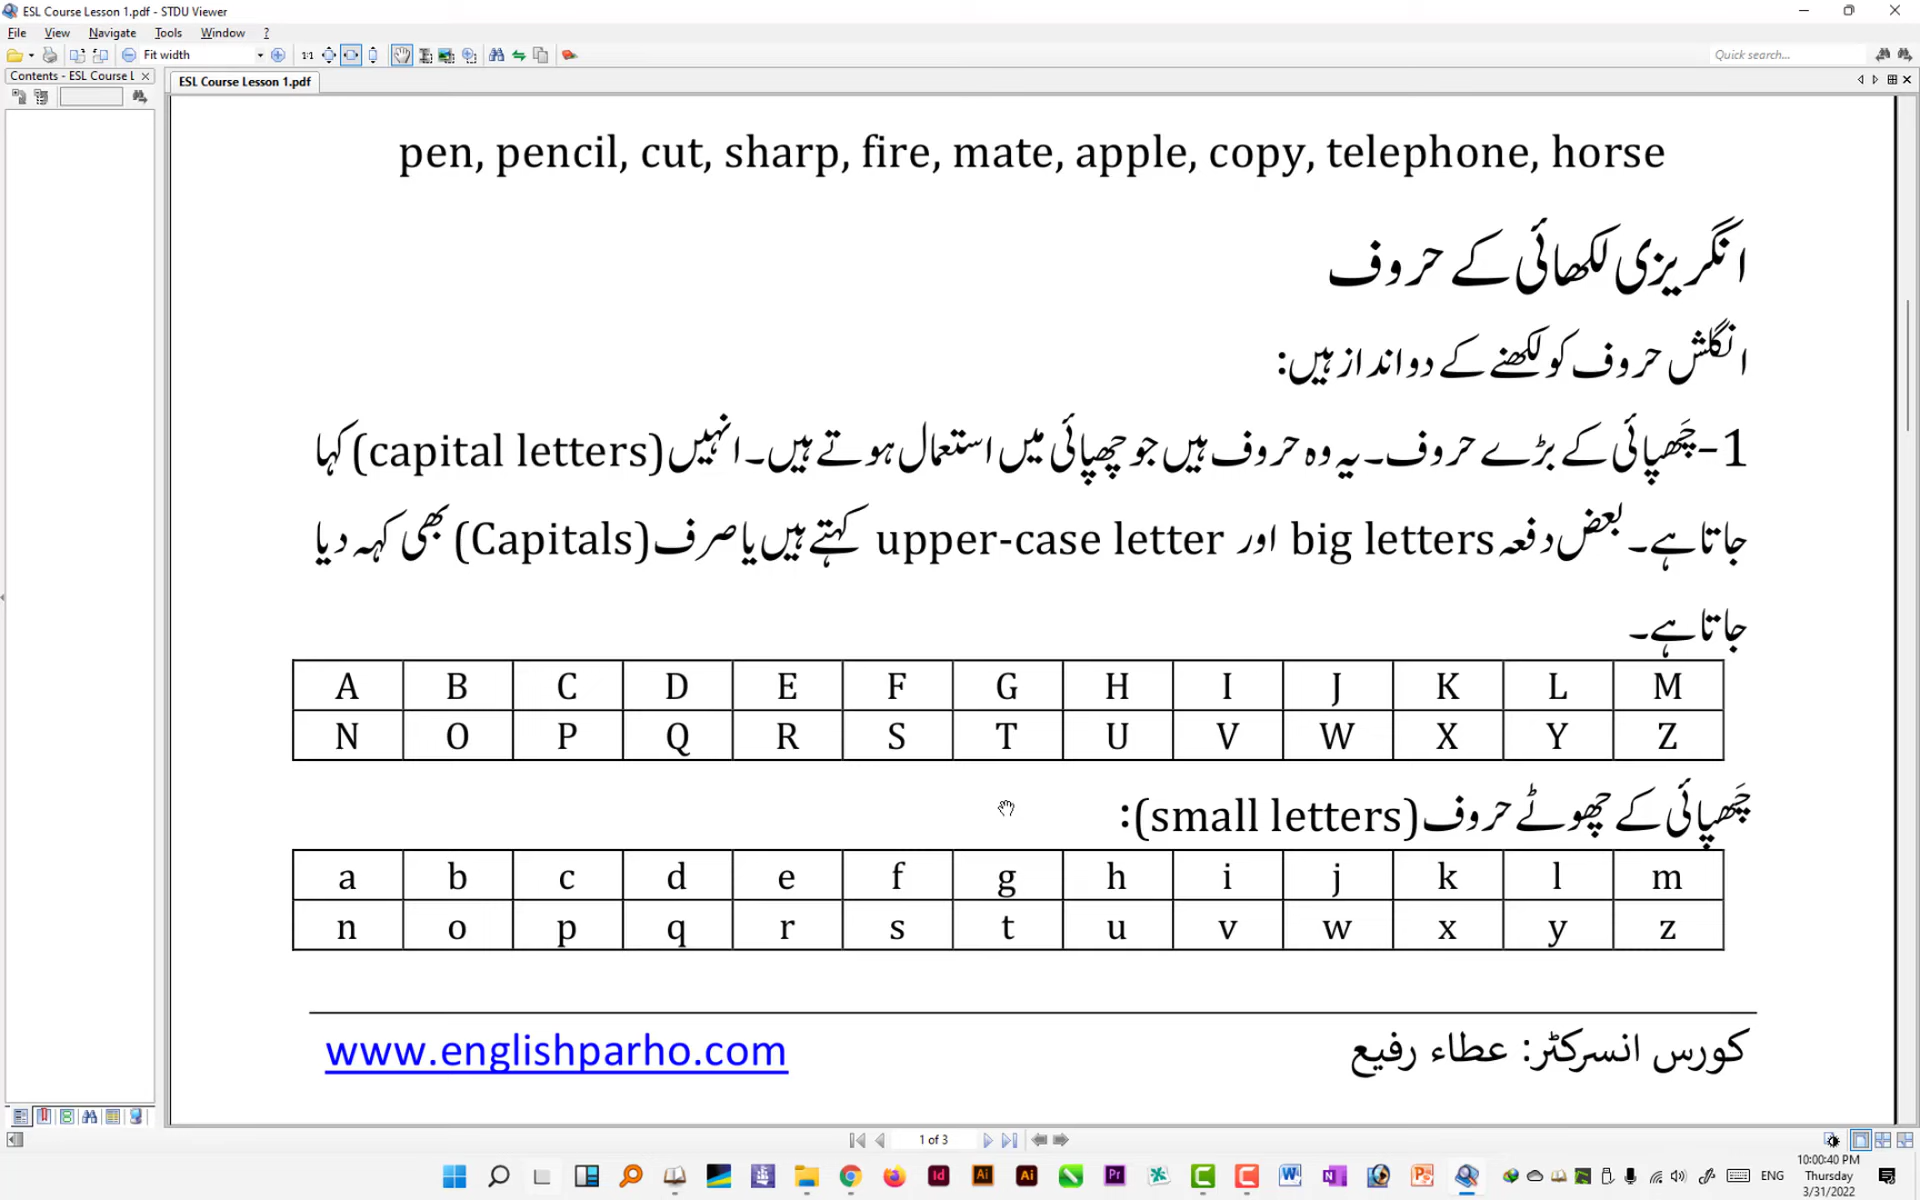 ESL Course Lesson 1.pdf - STDU Viewer
File View Navigate Tools Window ?
1:1 Fit width Quick search...
Contents - ESL Course L
ESL Course Lesson 1.pdf
pen, pencil, cut, sharp, fire, mate, apple, copy, telephone, horse
انگریزی لکھائی کے حروف
انگلش حروف کو لکھنے کے دو انداز ہیں:
1- چَھپائی کے بڑے حروف۔ یہ وہ حروف ہیں جو چھپائی میں استعمال ہوتے ہیں۔ انہیں (capital letters) کہا
جاتا ہے۔ بعض دفعہ big letters اور upper-case letter کہتے ہیں یا صرف (Capitals) بھی کہہ دیا
جاتا ہے۔
A B C D E F G H I J K L M
N O P Q R S T U V W X Y Z
چَھپائی کے چھوٹے حروف (small letters):
a b c d e f g h i j k l m
n o p q r s t u v w x y z
www.englishparho.com
کورس انسرکٹر: عطاء رفیع
1 of 3
ENG
10:00:40 PM
Thursday
3/31/2022